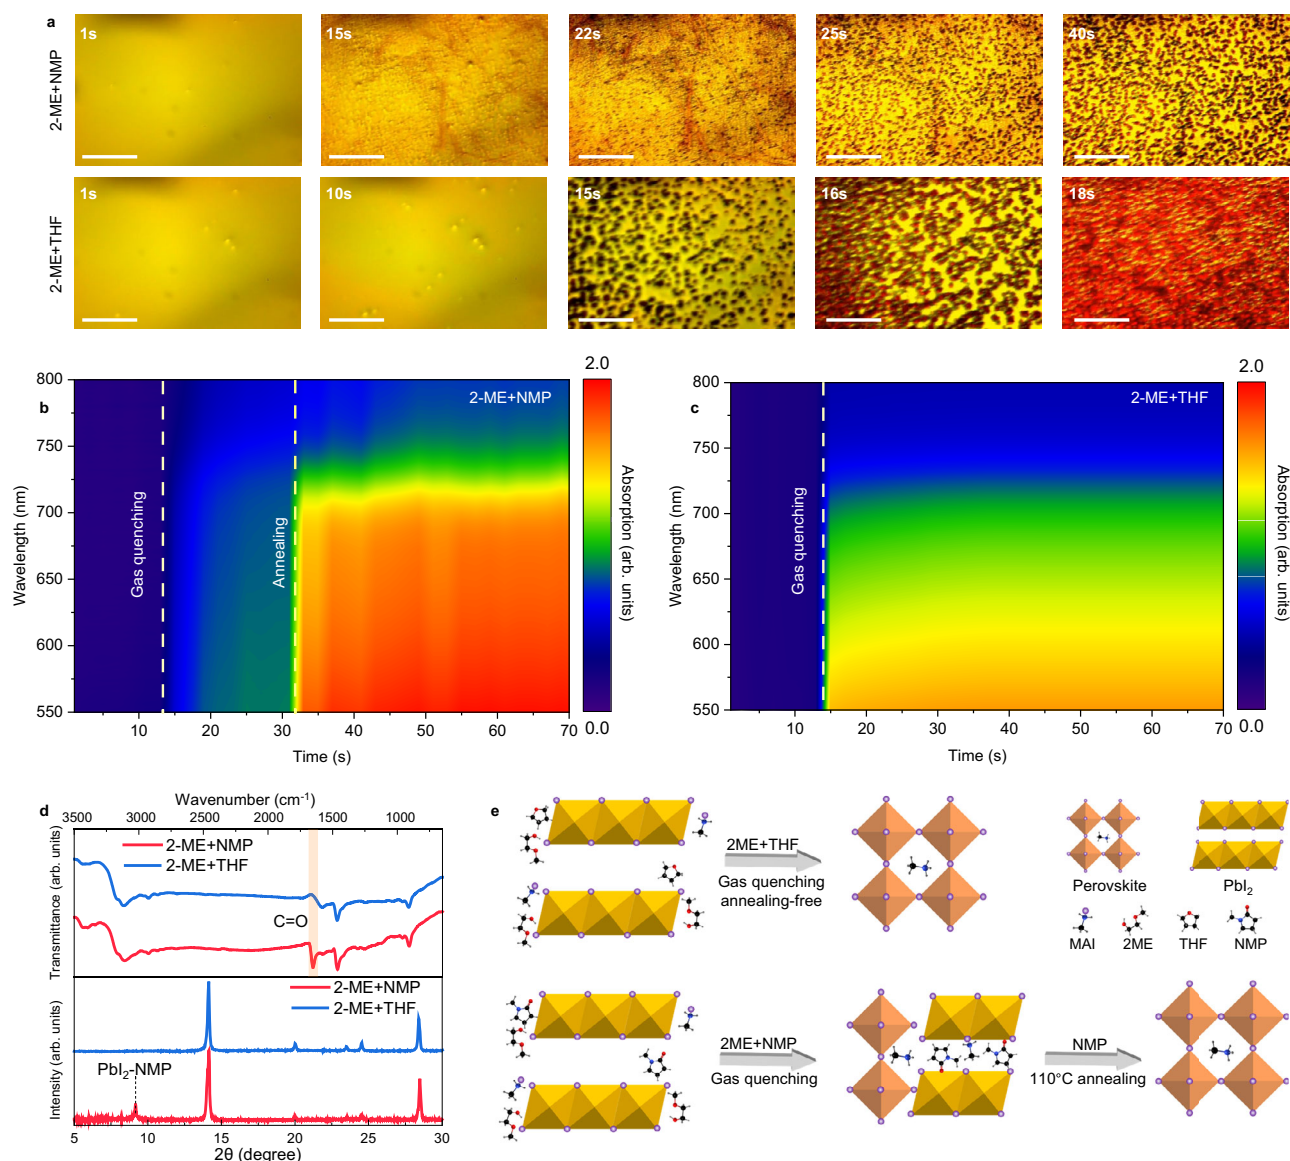 a
2-ME+NMP
1s
15s
22s
25s
40s
2-ME+THF
1s
10s
15s
16s
18s
b
2-ME+NMP
Gas quenching
Annealing
800
750
700
650
600
550
Wavelength (nm)
0
10
20
30
40
50
60
70
Time (s)
2.0
0.0
Absorption (arb. units)
c
2-ME+THF
Gas quenching
800
750
700
650
600
550
Wavelength (nm)
0
10
20
30
40
50
60
70
Time (s)
2.0
0.0
Absorption (arb. units)
d
Wavenumber (cm⁻¹)
3500
3000
2500
2000
1500
1000
2-ME+NMP
2-ME+THF
C=O
Transmittance (arb. units)
2-ME+NMP
2-ME+THF
PbI₂-NMP
Intensity (arb. units)
5
10
15
20
25
30
2θ (degree)
e
2ME+THF
Gas quenching
annealing-free
Perovskite
PbI₂
MAI
2ME
THF
NMP
2ME+NMP
Gas quenching
NMP
110°C annealing